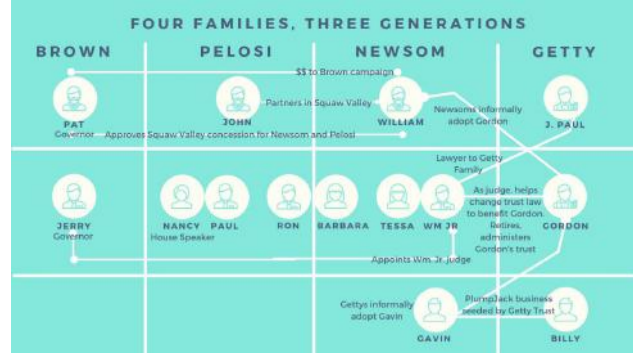 FOUR FAMILIES, THREE GENERATIONS
BROWN
PELOSI
NEWSOM
GETTY
$$ to Brown campaign
Partners in Squaw Valley
Newsoms informally
adopt Gordon
PAT
Governor
JOHN
WILLIAM
J. PAUL
Approves Squaw Valley concession for Newsom and Pelosi
Lawyer to Getty
Family
As judge, helps
change trust law
to benefit Gordon.
Retires,
administers
Gordon's trust
JERRY
Governor
NANCY
House Speaker
PAUL
RON
BARBARA
TESSA
WM JR
GORDON
Appoints Wm. Jr. judge
Gettys informally
adopt Gavin
PlumpJack business
seeded by Getty Trust
GAVIN
BILLY